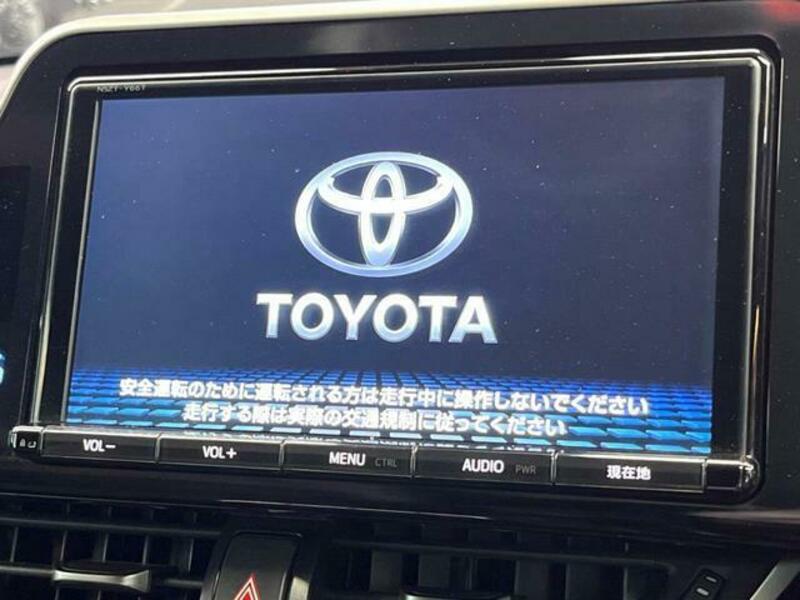 NSZT-Y66T
TOYOTA
安全運転のために運転される方は走行中に操作しないでください
走行する際は実際の交通規制に従ってください
VOL−
VOL+
MENU CTRL
AUDIO PWR
現在地